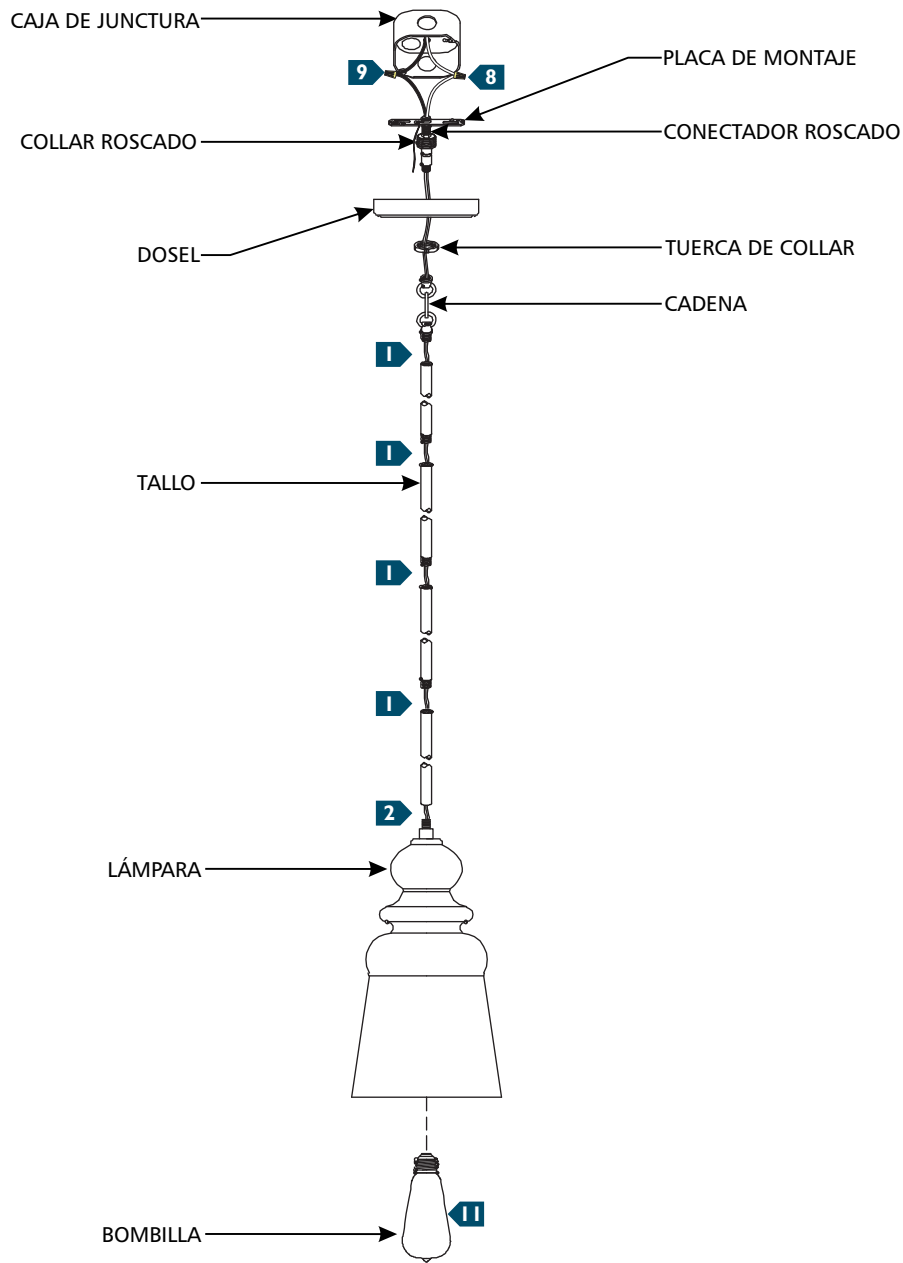 CAJA DE JUNCTURA
9
8
PLACA DE MONTAJE
CONECTADOR ROSCADO
COLLAR ROSCADO
DOSEL
TUERCA DE COLLAR
CADENA
1
1
TALLO
1
1
2
LÁMPARA
11
BOMBILLA